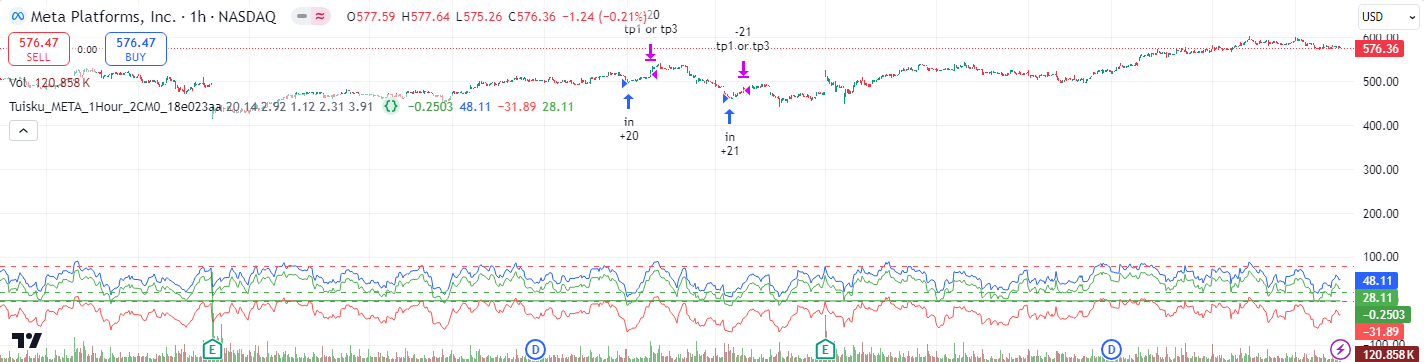 Meta Platforms, Inc. · 1h · NASDAQ O577.59 H577.64 L575.26 C576.36 −1.24 (−0.21%)
576.47 SELL
0.00
576.47 BUY
Vol 120.858 K
Tuisku_META_1Hour_2CM0_18e023aa 20 14 2.92 1.12 2.31 3.91 −0.2503 48.11 −31.89 28.11
20
tp1 or tp3
-21
tp1 or tp3
in
+20
in
+21
USD
600.00
576.36
500.00
400.00
300.00
200.00
100.00
48.11
28.11
−0.2503
−31.89
120.858 K
E
D
E
D